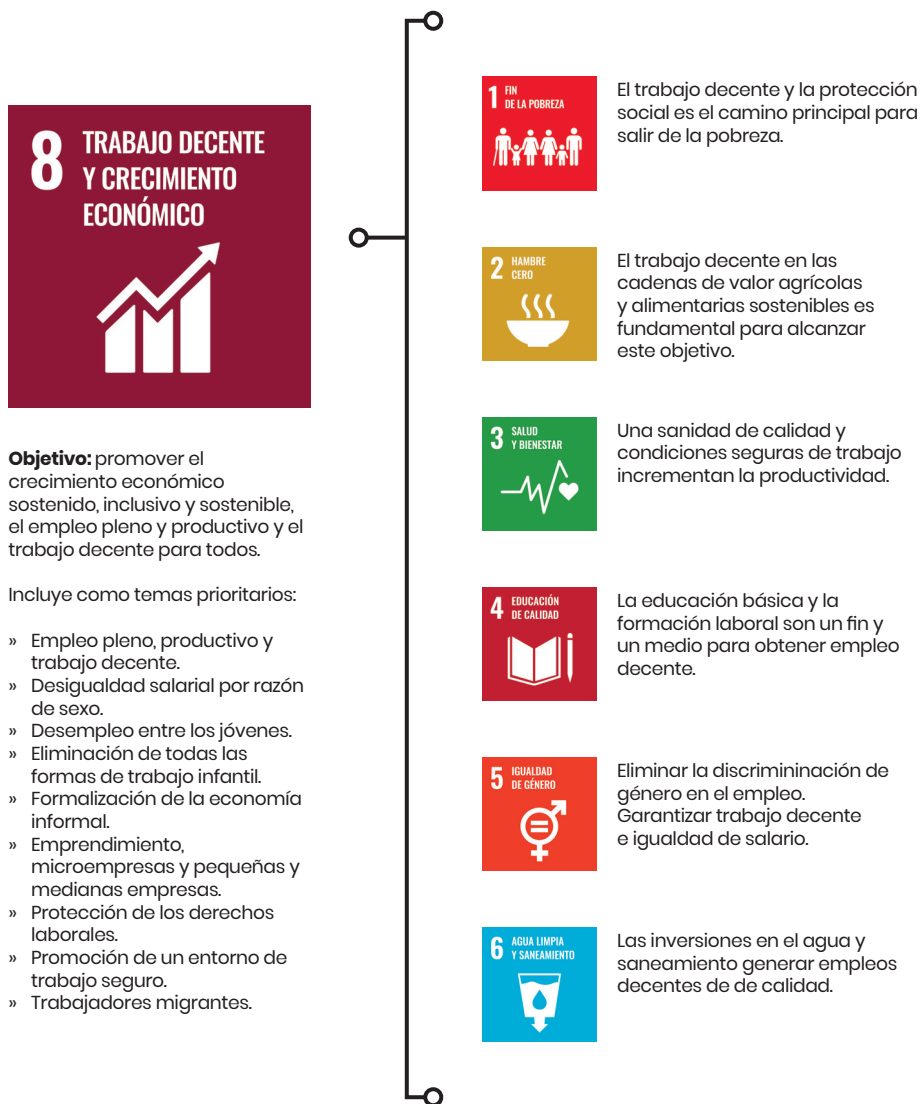 8 TRABAJO DECENTE
Y CRECIMIENTO
ECONÓMICO
Objetivo: promover el
crecimiento económico
sostenido, inclusivo y sostenible,
el empleo pleno y productivo y el
trabajo decente para todos.
Incluye como temas prioritarios:
» Empleo pleno, productivo y
trabajo decente.
» Desigualdad salarial por razón
de sexo.
» Desempleo entre los jóvenes.
» Eliminación de todas las
formas de trabajo infantil.
» Formalización de la economía
informal.
» Emprendimiento,
microempresas y pequeñas y
medianas empresas.
» Protección de los derechos
laborales.
» Promoción de un entorno de
trabajo seguro.
» Trabajadores migrantes.
1 FIN
DE LA POBREZA
El trabajo decente y la protección
social es el camino principal para
salir de la pobreza.
2 HAMBRE
CERO
El trabajo decente en las
cadenas de valor agrícolas
y alimentarias sostenibles es
fundamental para alcanzar
este objetivo.
3 SALUD
Y BIENESTAR
Una sanidad de calidad y
condiciones seguras de trabajo
incrementan la productividad.
4 EDUCACIÓN
DE CALIDAD
La educación básica y la
formación laboral son un fin y
un medio para obtener empleo
decente.
5 IGUALDAD
DE GÉNERO
Eliminar la discrimininación de
género en el empleo.
Garantizar trabajo decente
e igualdad de salario.
6 AGUA LIMPIA
Y SANEAMIENTO
Las inversiones en el agua y
saneamiento generar empleos
decentes de de calidad.